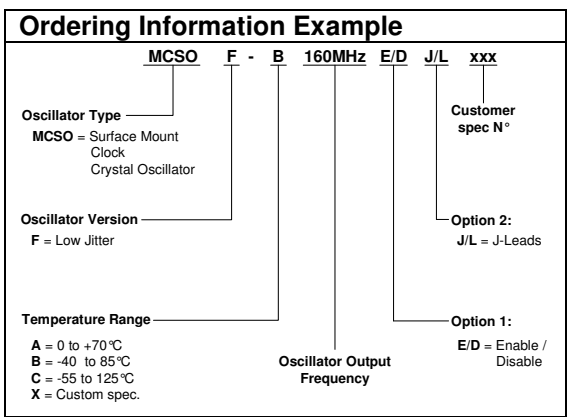 Ordering Information Example
MCSO F - B 160MHz E/D J/L xxx
Oscillator Type
MCSO = Surface Mount
Clock
Crystal Oscillator
Customer
spec N°
Oscillator Version
F = Low Jitter
Option 2:
J/L = J-Leads
Temperature Range
A = 0 to +70°C
B = -40 to 85°C
C = -55 to 125°C
X = Custom spec.
Oscillator Output
Frequency
Option 1:
E/D = Enable /
Disable